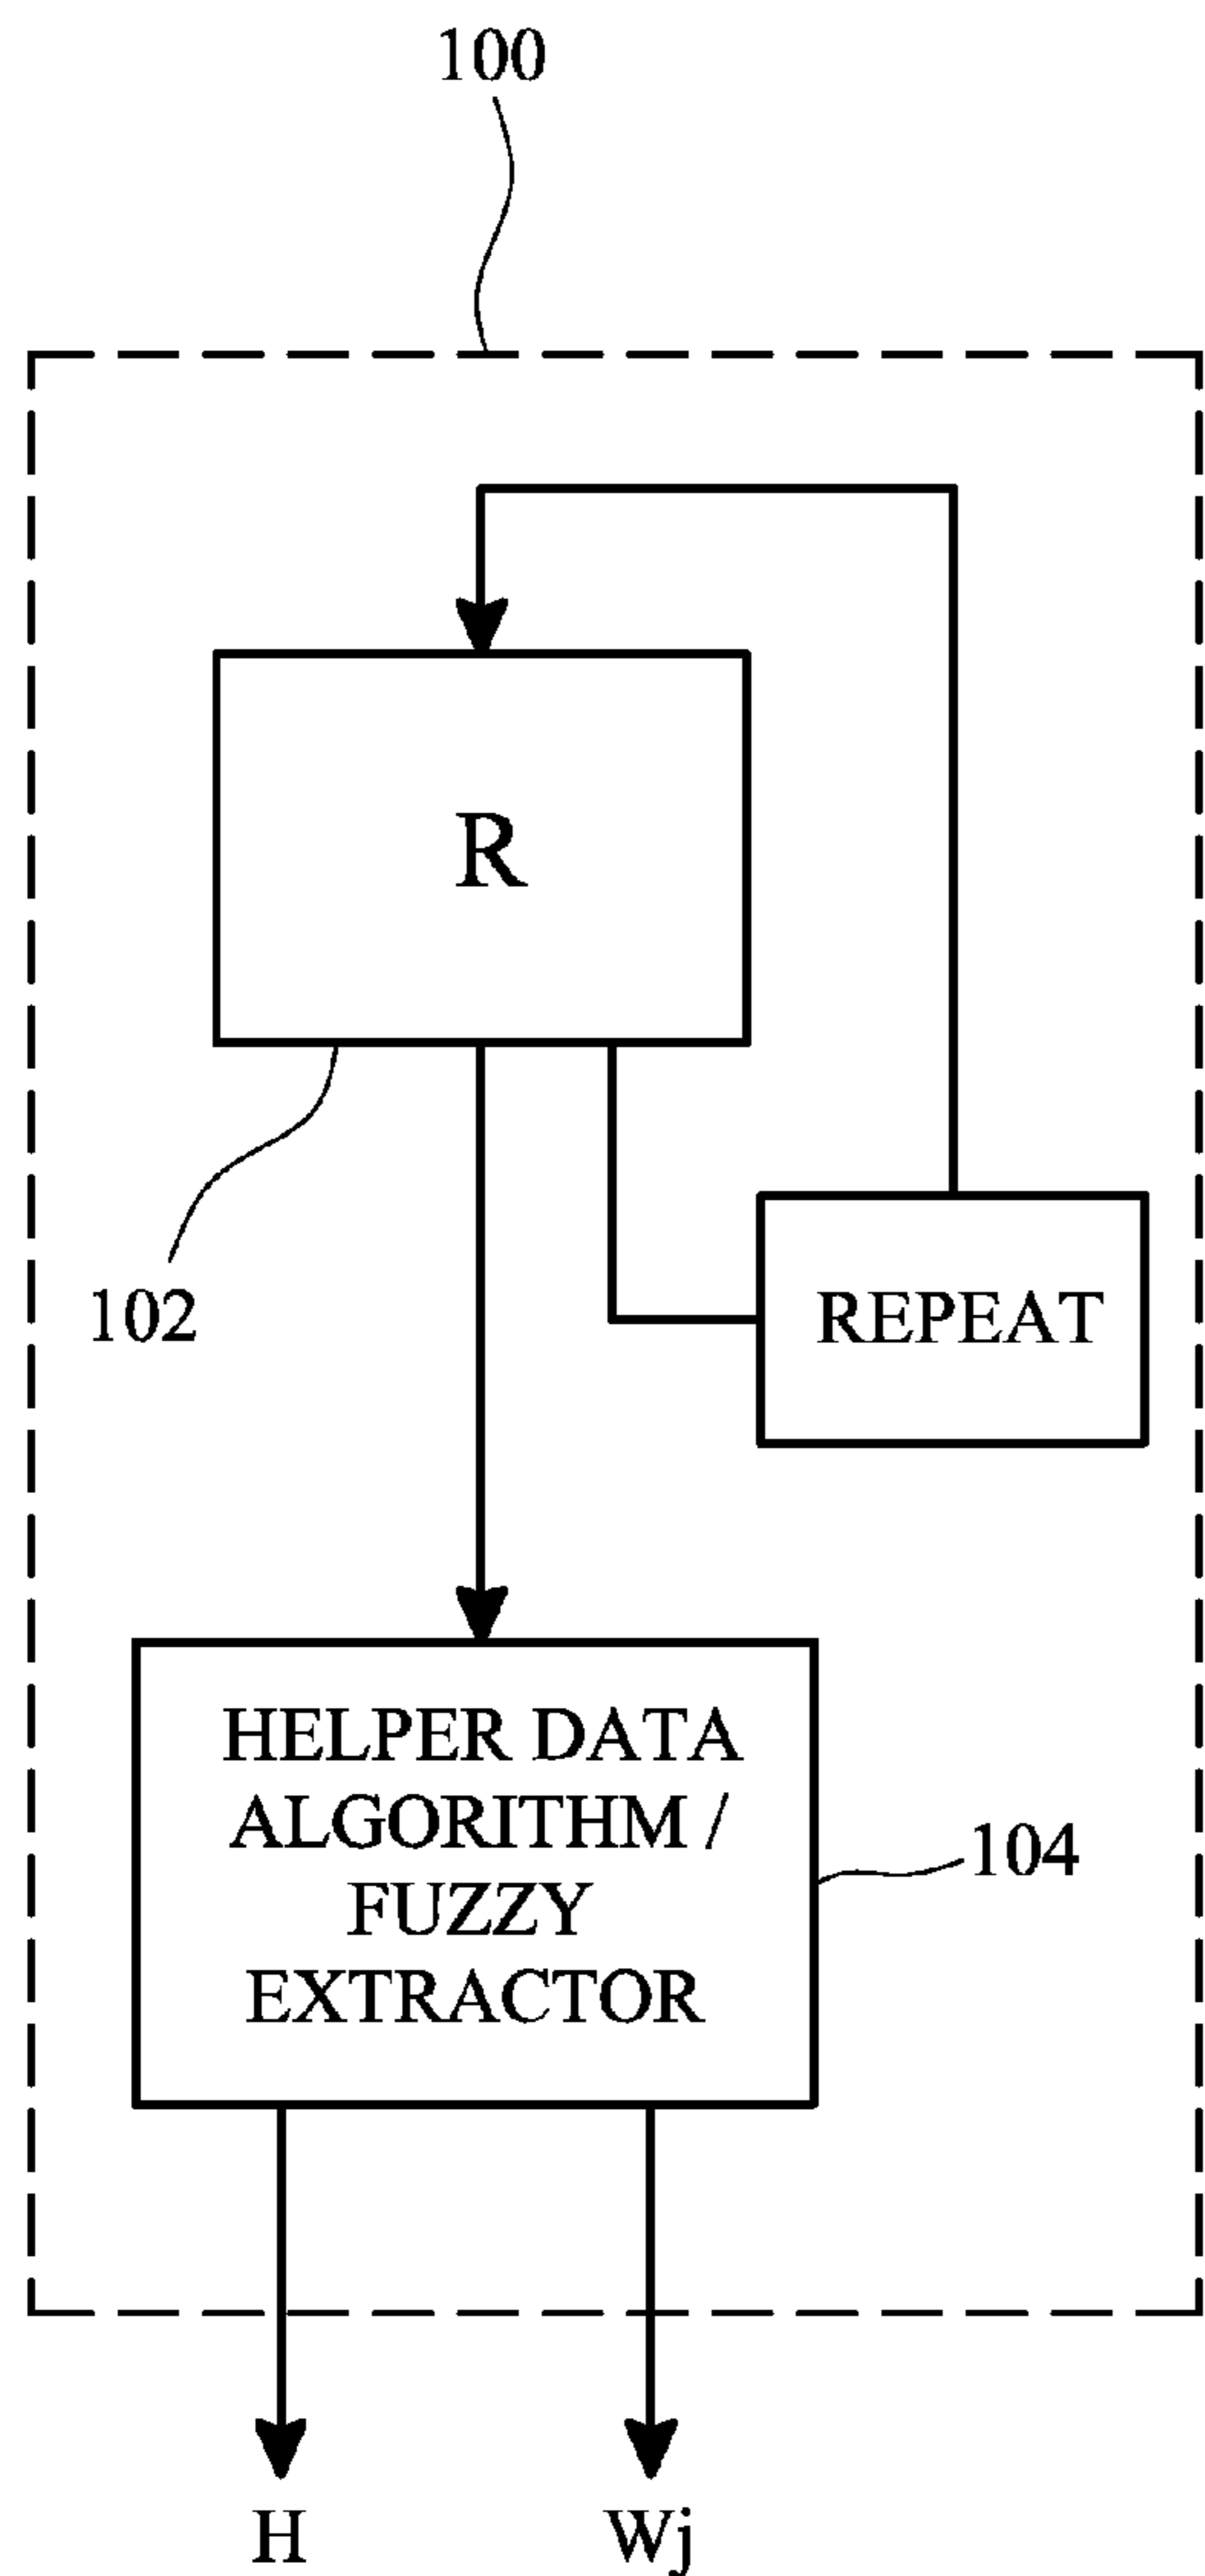 100
R
102
REPEAT
HELPER DATA
ALGORITHM /
FUZZY
EXTRACTOR
104
H
Wj